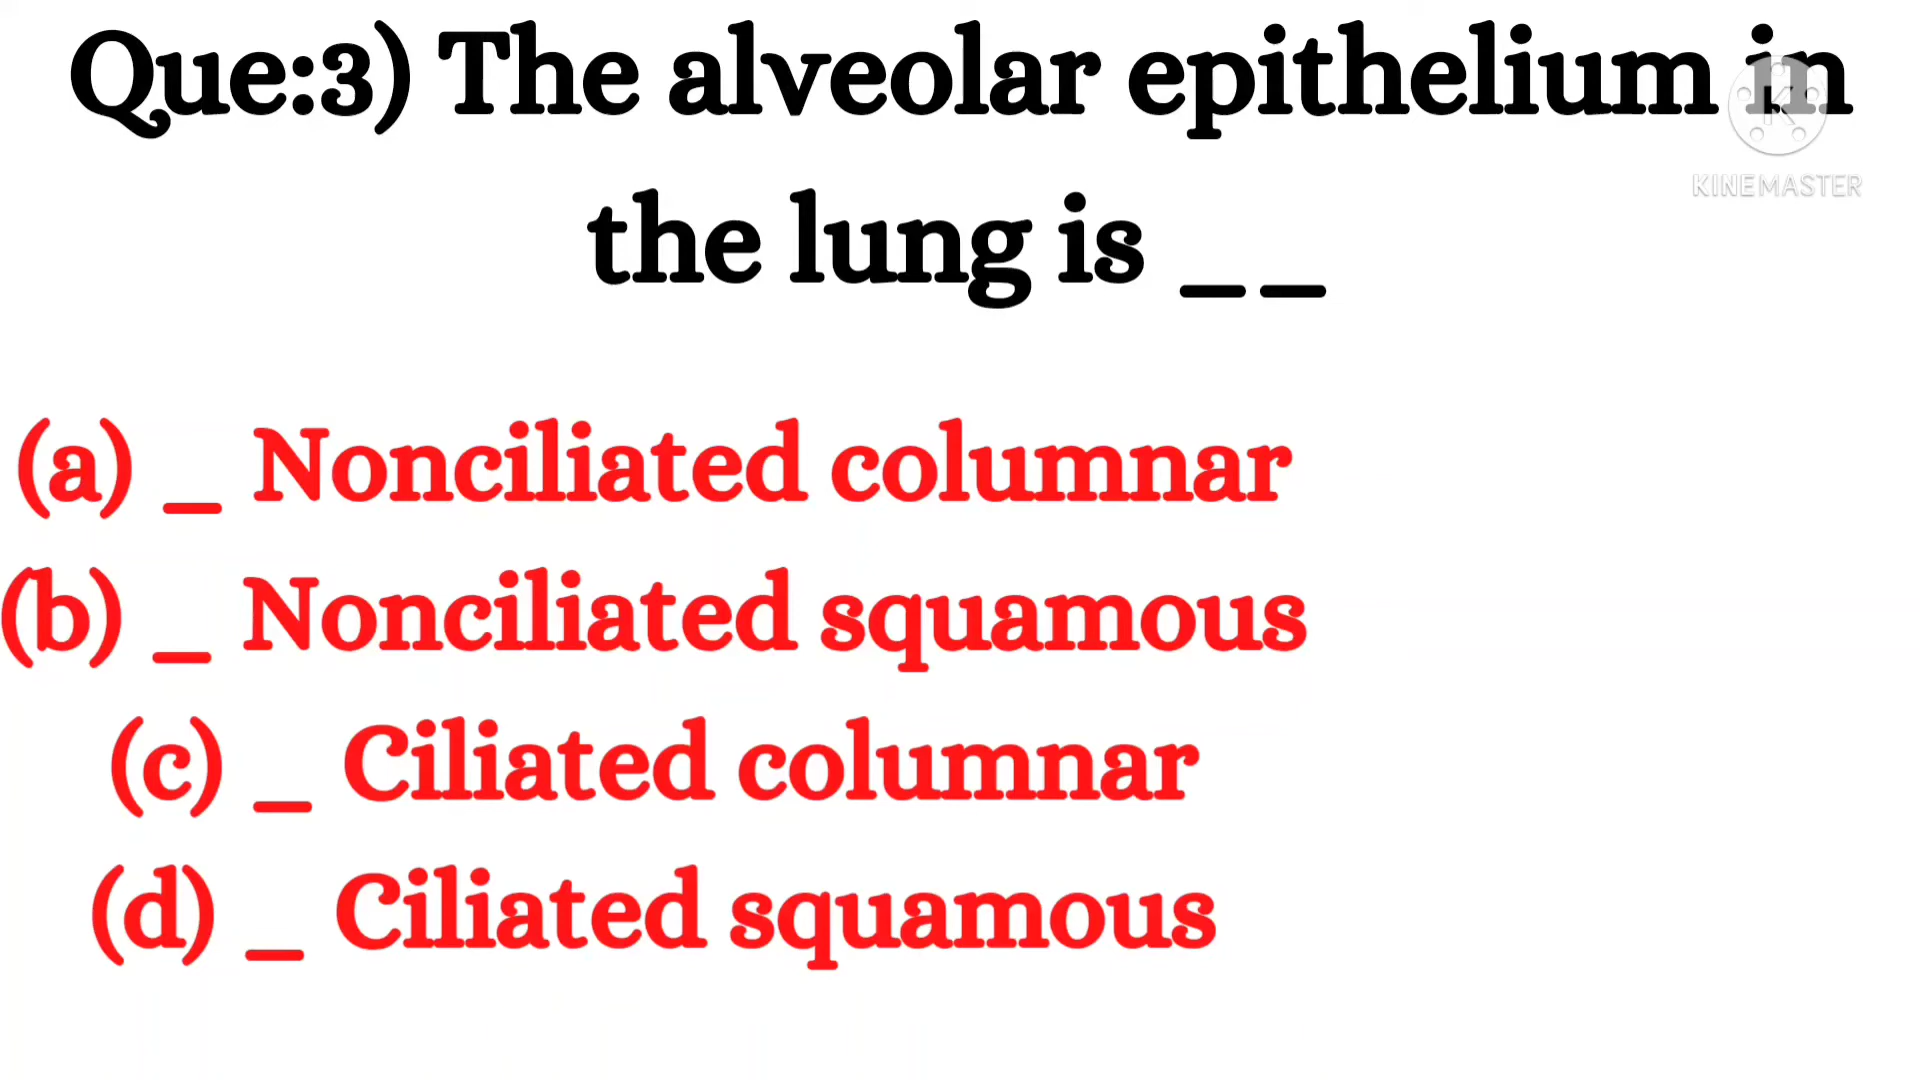 Que:3) The alveolar epithelium in
KINEMASTER
the lung is _ _
(a) _ Nonciliated columnar
(b) _ Nonciliated squamous
(c) _ Ciliated columnar
(d) _ Ciliated squamous